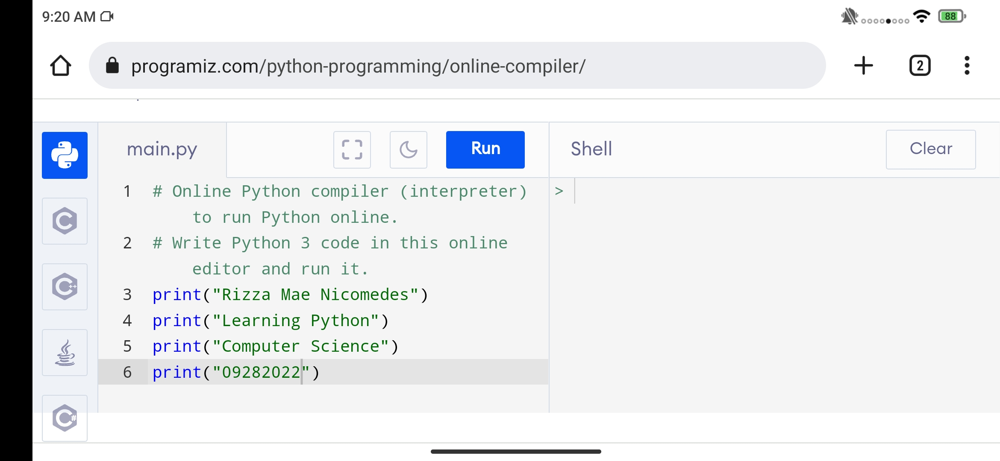 9:20 AM
88
programiz.com/python-programming/online-compiler/
2
main.py
Run
Shell
Clear
1 # Online Python compiler (interpreter)
to run Python online.
2 # Write Python 3 code in this online
editor and run it.
3 print("Rizza Mae Nicomedes")
4 print("Learning Python")
5 print("Computer Science")
6 print("09282022")
>
C
C++
C#